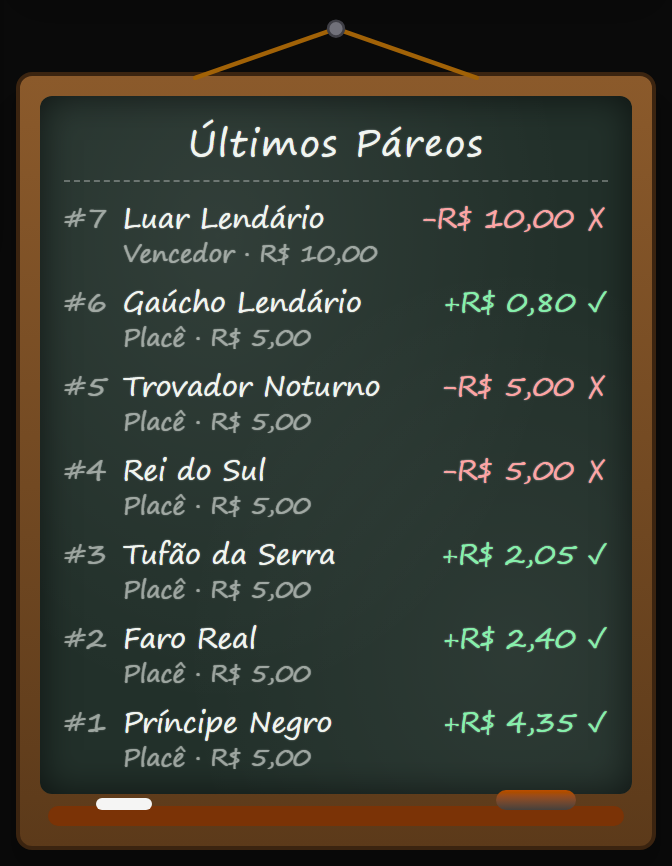 Últimos Páreos
#7 Luar Lendário -R$ 10,00 ✗
Vencedor · R$ 10,00
#6 Gaúcho Lendário +R$ 0,80 ✓
Placê · R$ 5,00
#5 Trovador Noturno -R$ 5,00 ✗
Placê · R$ 5,00
#4 Rei do Sul -R$ 5,00 ✗
Placê · R$ 5,00
#3 Tufão da Serra +R$ 2,05 ✓
Placê · R$ 5,00
#2 Faro Real +R$ 2,40 ✓
Placê · R$ 5,00
#1 Príncipe Negro +R$ 4,35 ✓
Placê · R$ 5,00